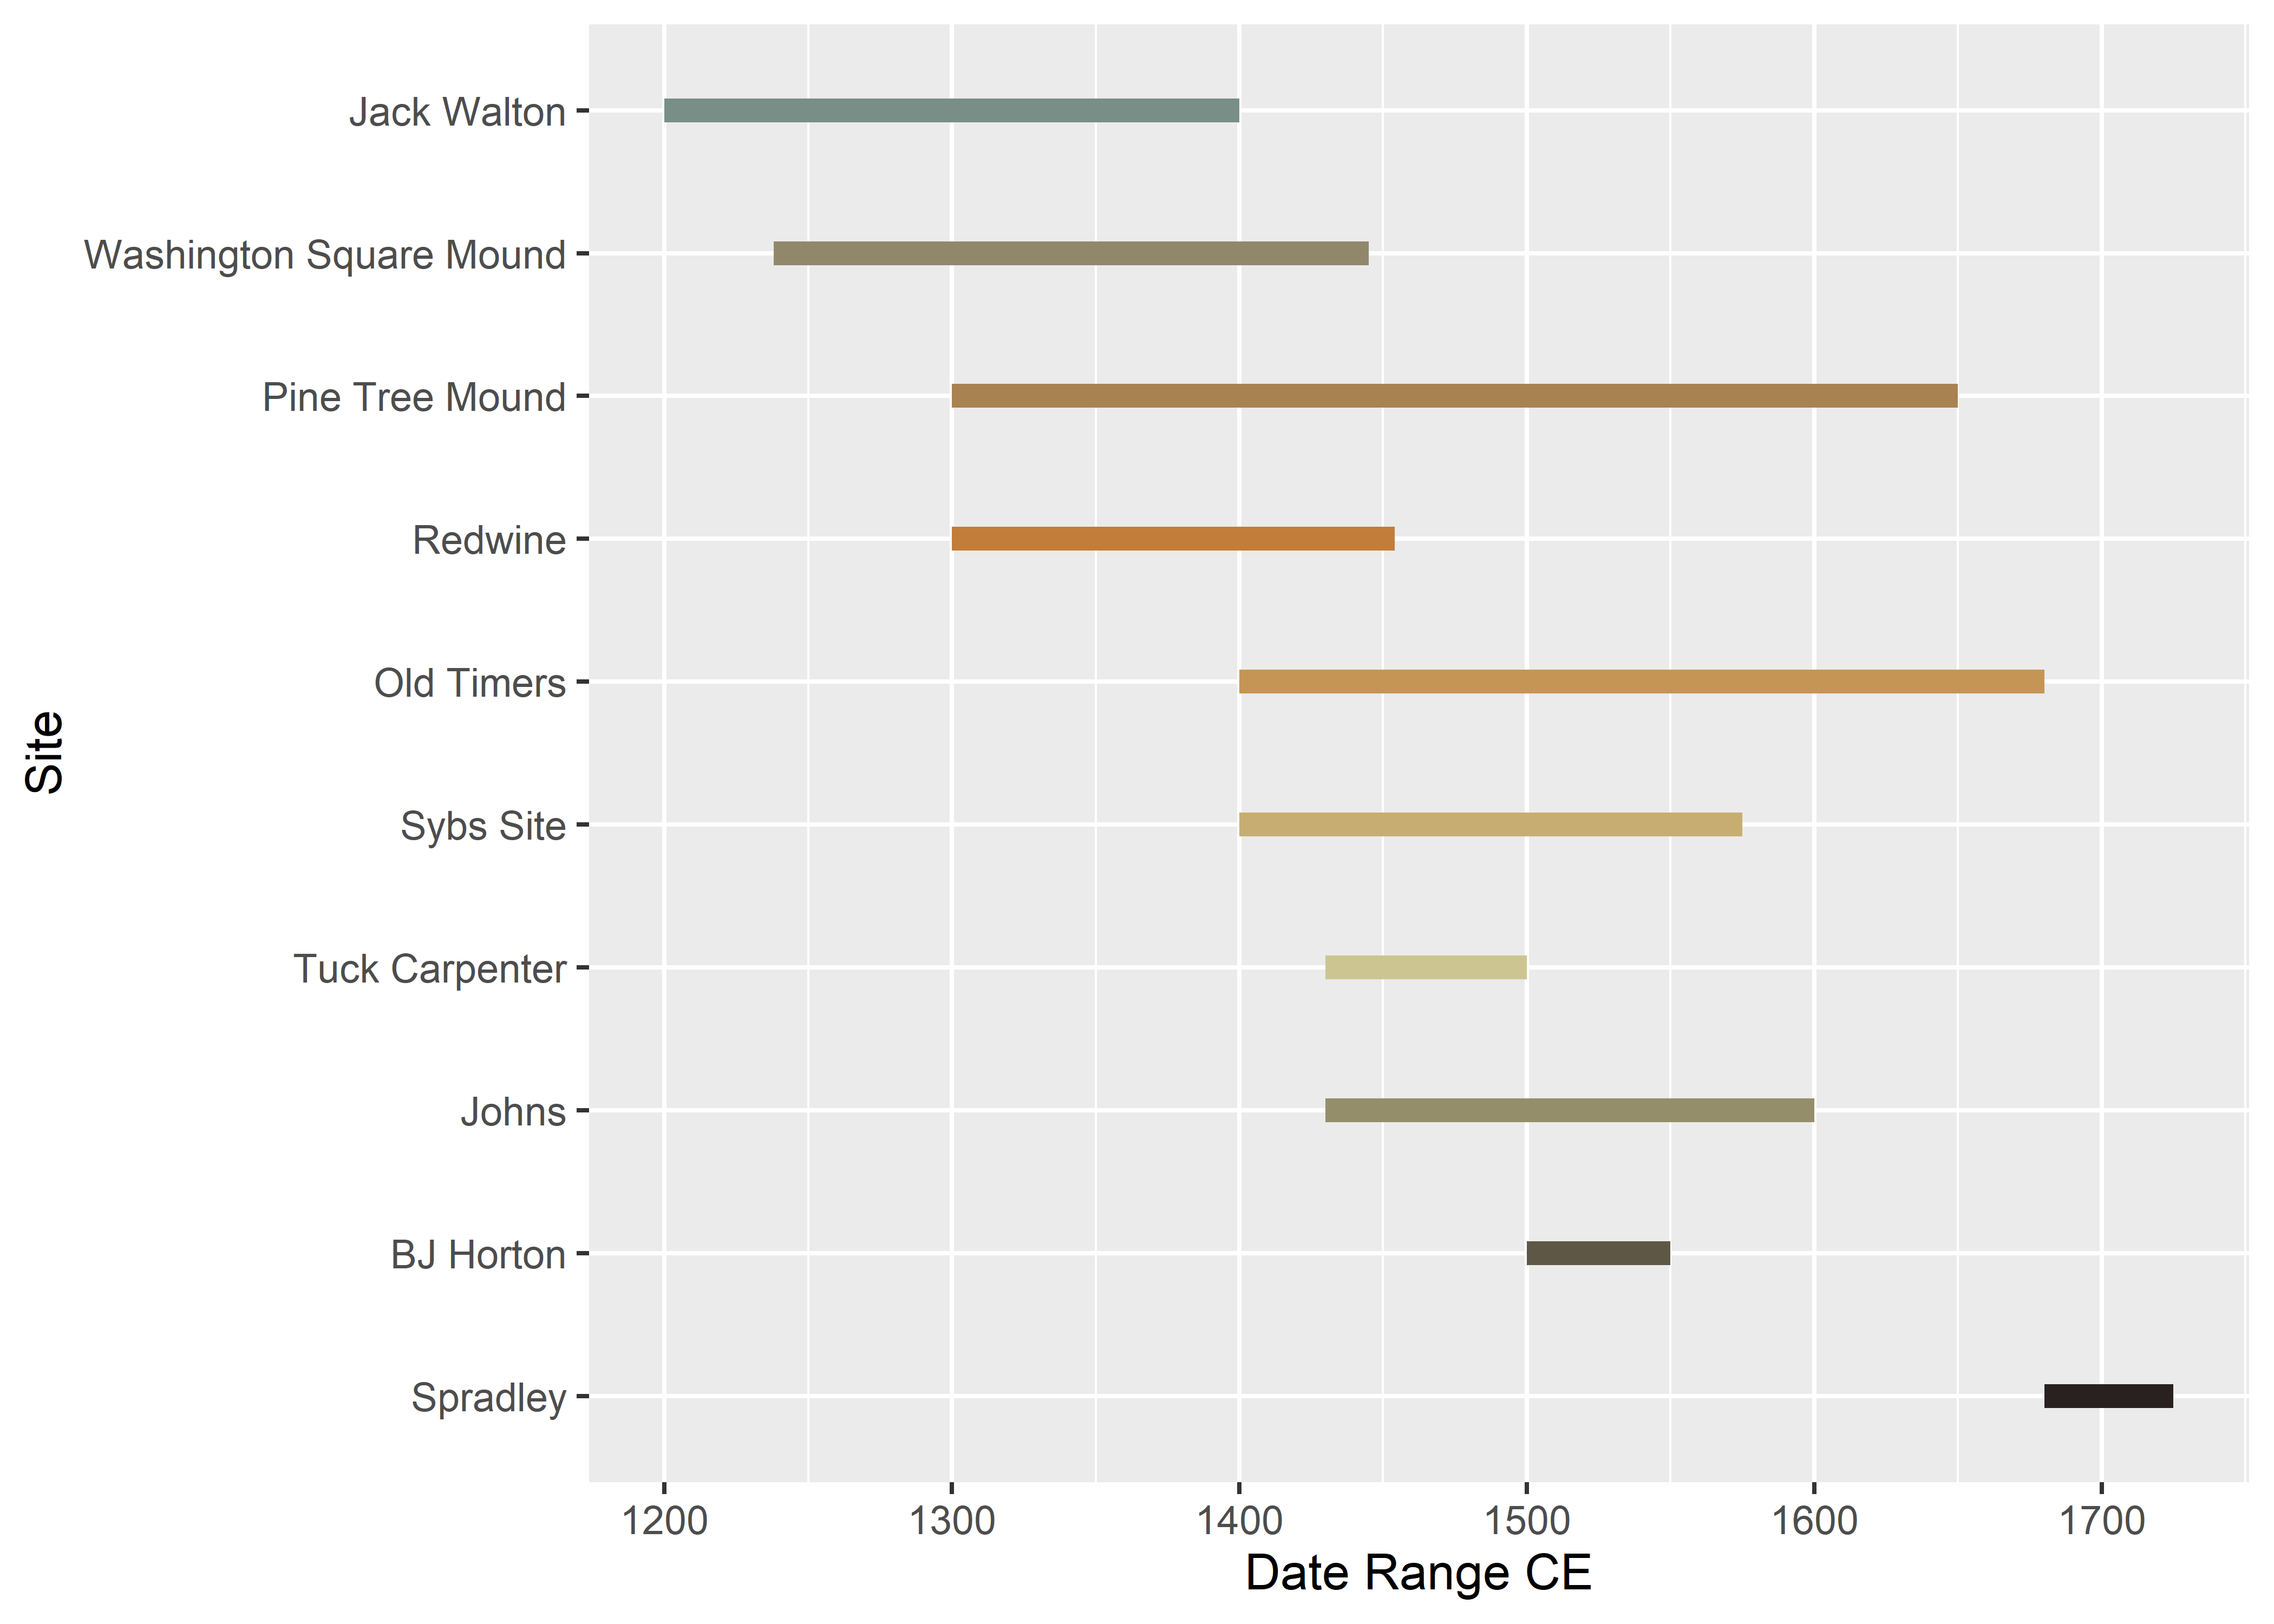 Jack Walton
Washington Square Mound
Pine Tree Mound
Redwine
Old Timers
Sybs Site
Tuck Carpenter
Johns
BJ Horton
Spradley
Site
1200 1300 1400 1500 1600 1700
Date Range CE